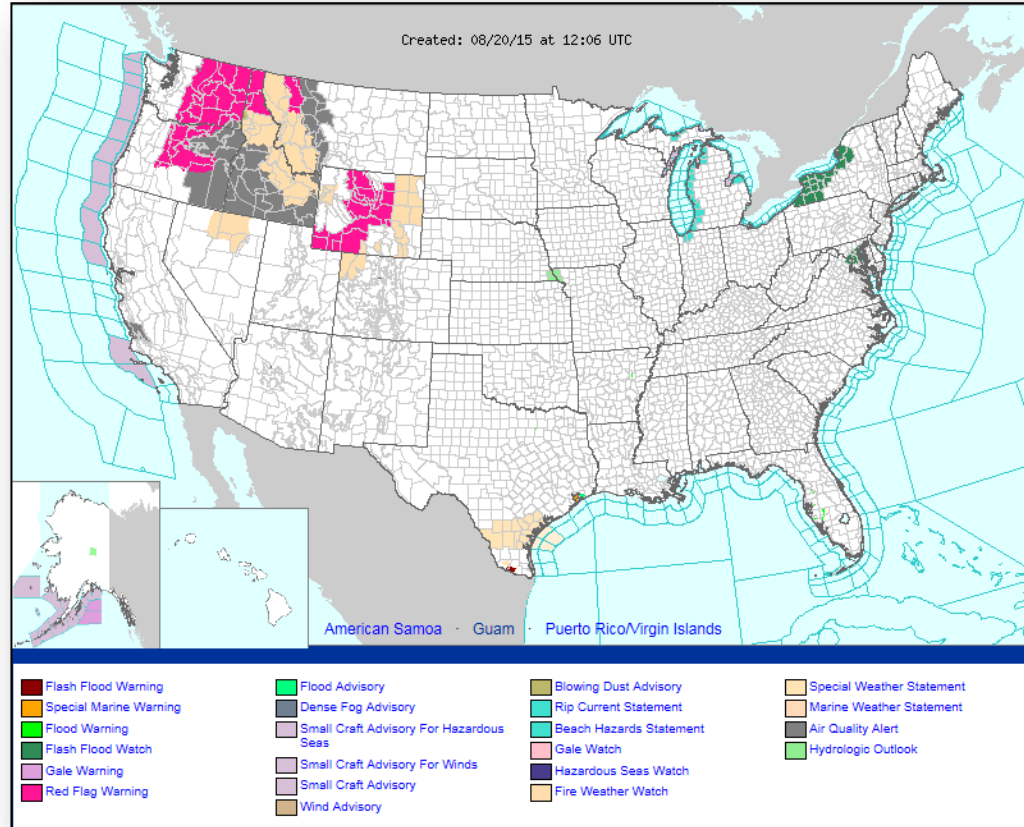 Created: 08/20/15 at 12:06 UTC
American Samoa · Guam · Puerto Rico/Virgin Islands
Flash Flood Warning
Special Marine Warning
Flood Warning
Flash Flood Watch
Gale Warning
Red Flag Warning
Flood Advisory
Dense Fog Advisory
Small Craft Advisory For Hazardous
Seas
Small Craft Advisory For Winds
Small Craft Advisory
Wind Advisory
Blowing Dust Advisory
Rip Current Statement
Beach Hazards Statement
Gale Watch
Hazardous Seas Watch
Fire Weather Watch
Special Weather Statement
Marine Weather Statement
Air Quality Alert
Hydrologic Outlook